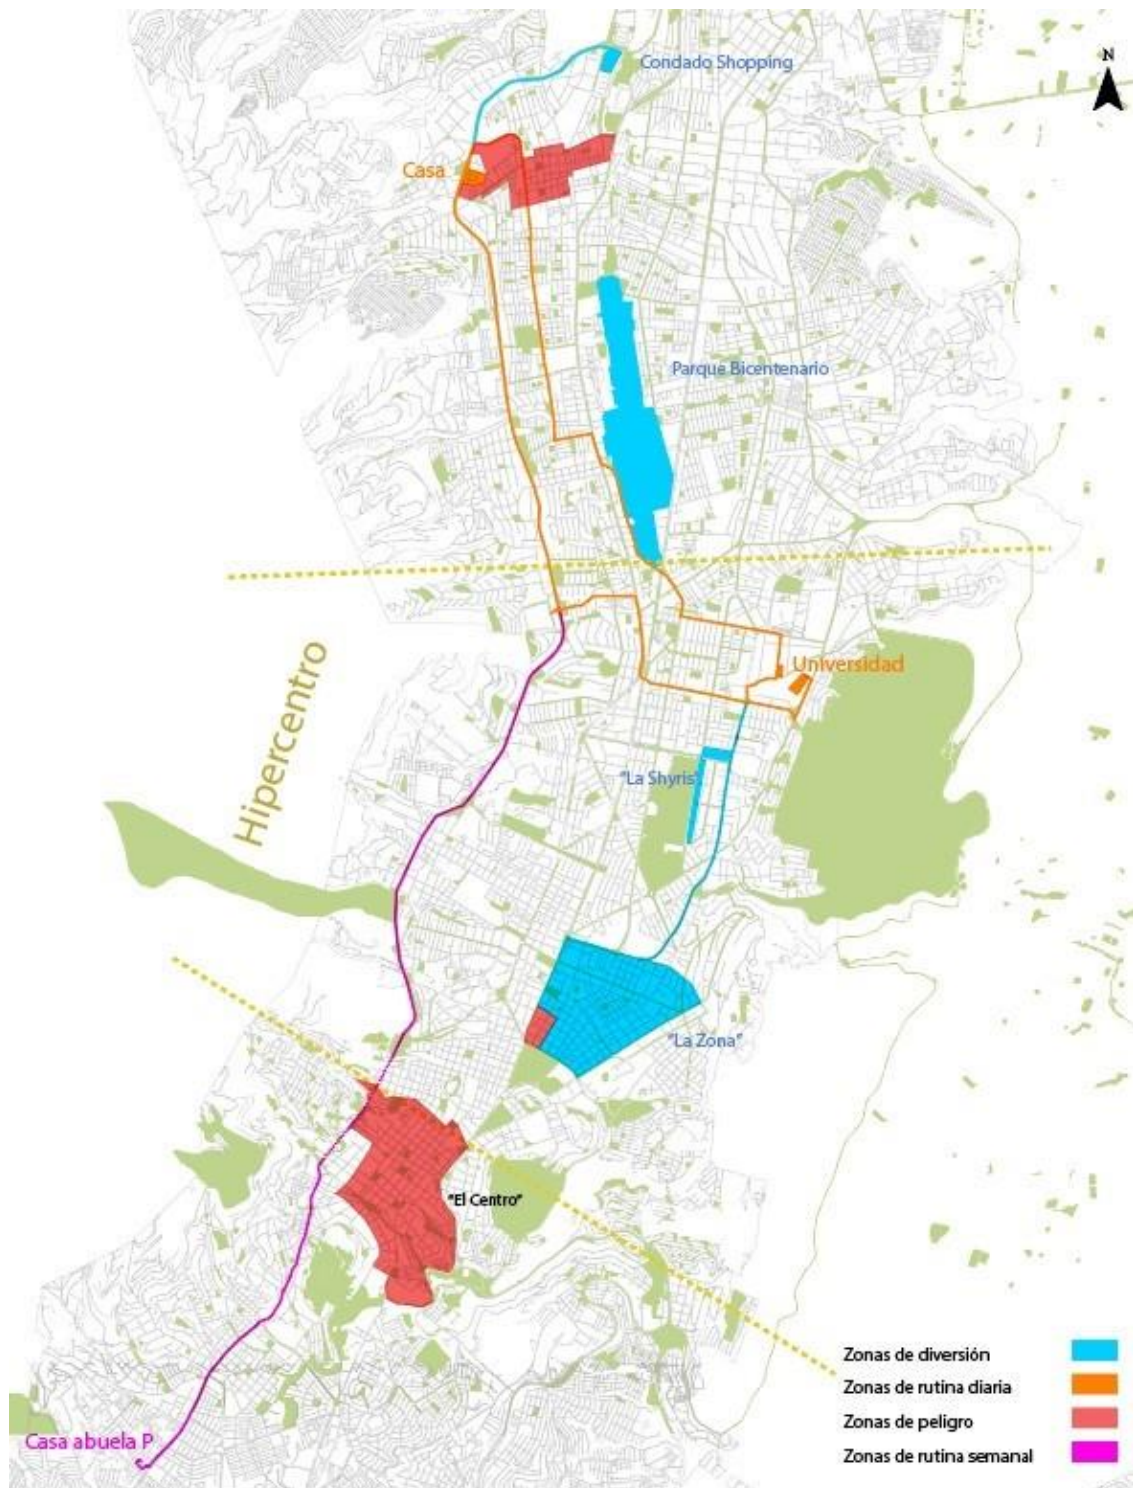 Condado Shopping
N
Casa
Parque Bicentenario
Universidad
Hipercentro
"La Shyris"
"La Zona"
"El Centro"
Zonas de diversión
Zonas de rutina diaria
Zonas de peligro
Casa abuela P
Zonas de rutina semanal